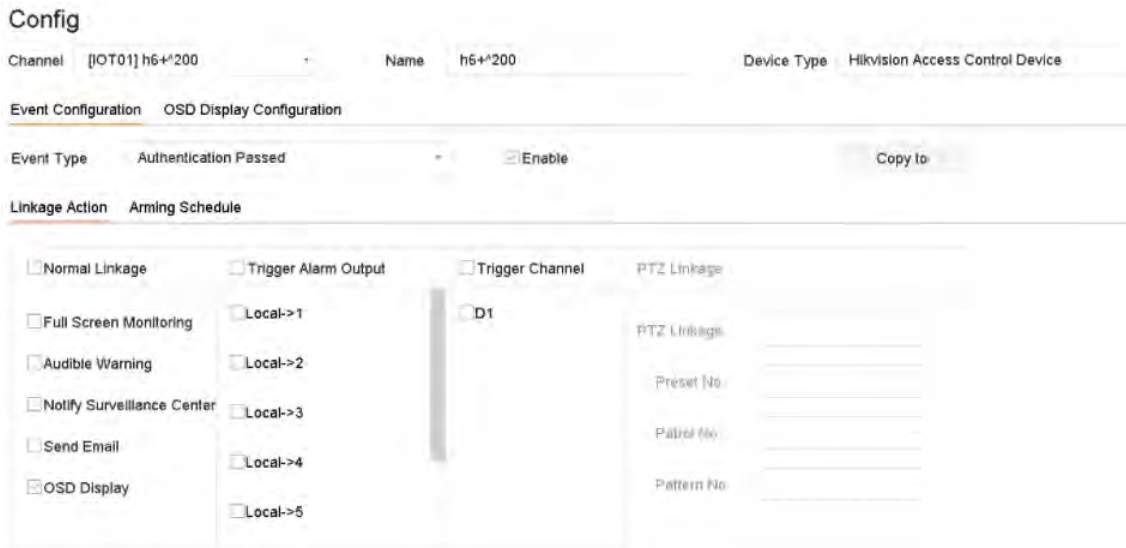 Config
Channel [IOT01] h6+^200 Name h6+^200 Device Type Hikvision Access Control Device
Event Configuration OSD Display Configuration
Event Type Authentication Passed Enable Copy to
Linkage Action Arming Schedule
Normal Linkage Trigger Alarm Output Trigger Channel PTZ Linkage
Full Screen Monitoring Local->1 D1 PTZ Linkage
Audible Warning Local->2 Preset No.
Notify Surveillance Center Local->3 Patrol No.
Send Email Local->4 Pattern No.
OSD Display Local->5